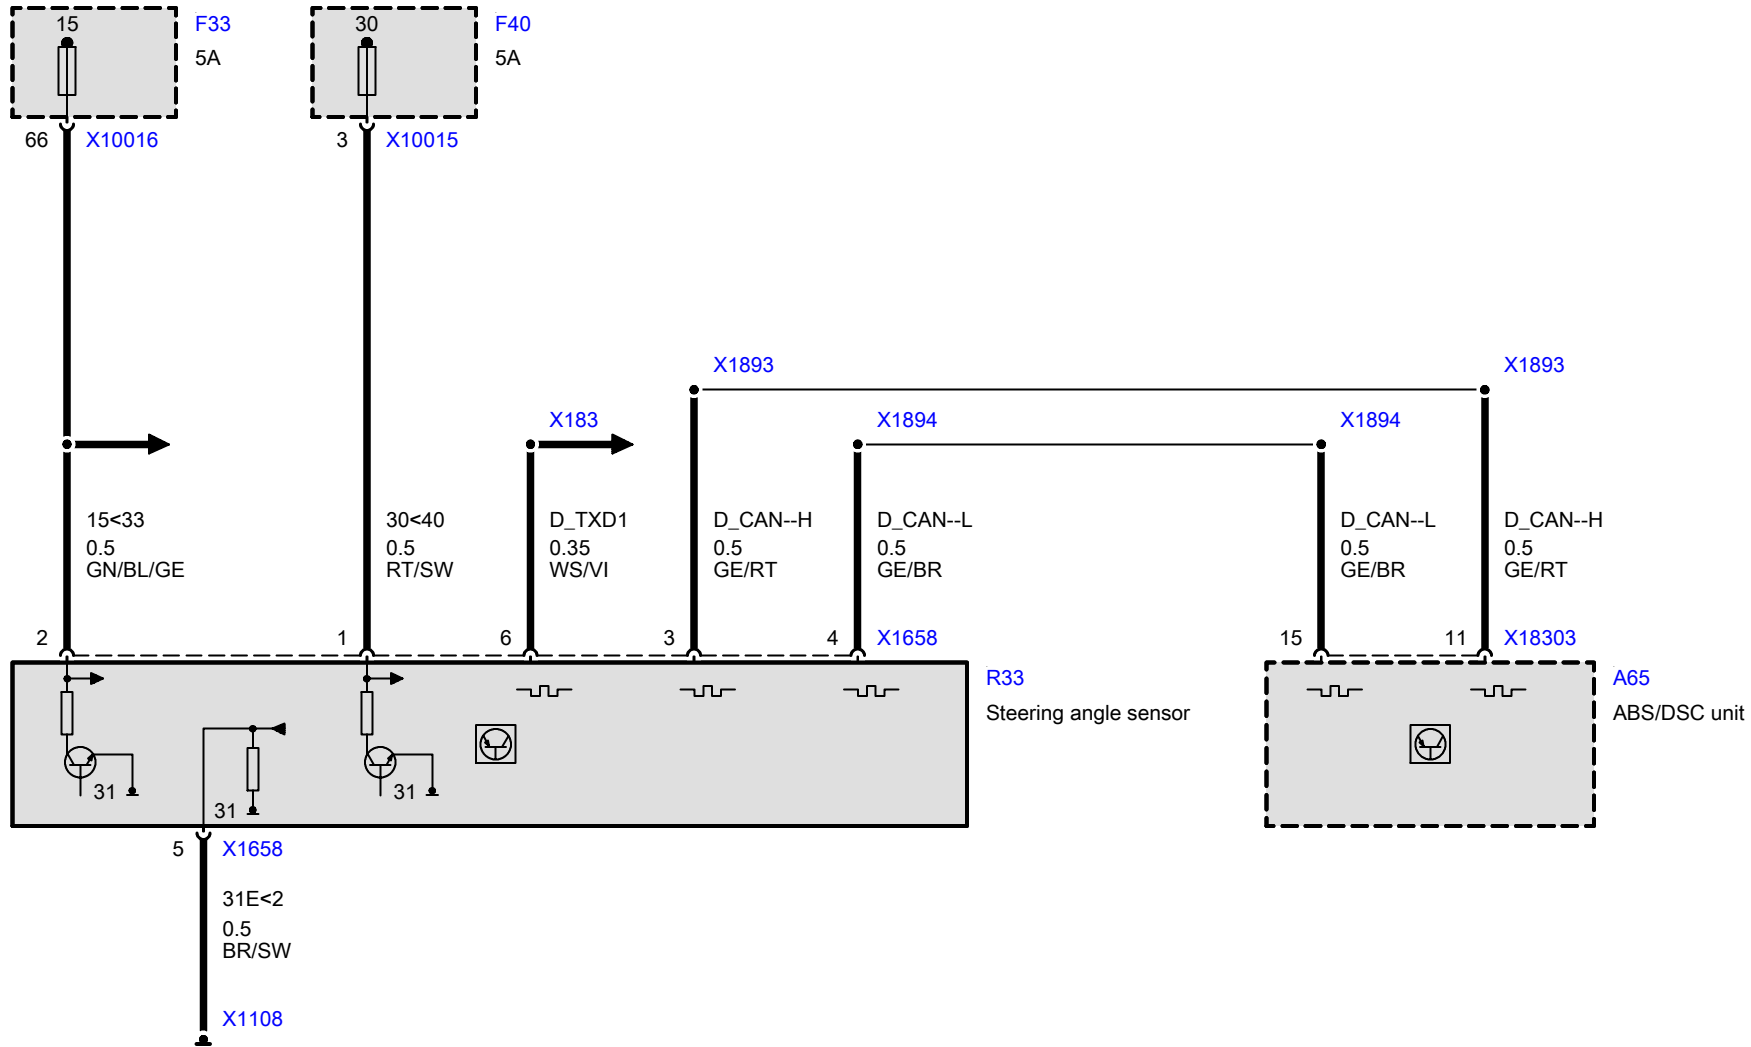 15
F33
5A
30
F40
5A
66
X10016
3
X10015
X1893
X1893
X183
X1894
X1894
15<33
0.5
GN/BL/GE
30<40
0.5
RT/SW
D_TXD1
0.35
WS/VI
D_CAN--H
0.5
GE/RT
D_CAN--L
0.5
GE/BR
D_CAN--L
0.5
GE/BR
D_CAN--H
0.5
GE/RT
2
1
6
3
4
X1658
15
11
X18303
R33
Steering angle sensor
A65
ABS/DSC unit
31
31
31
5
X1658
31E<2
0.5
BR/SW
X1108